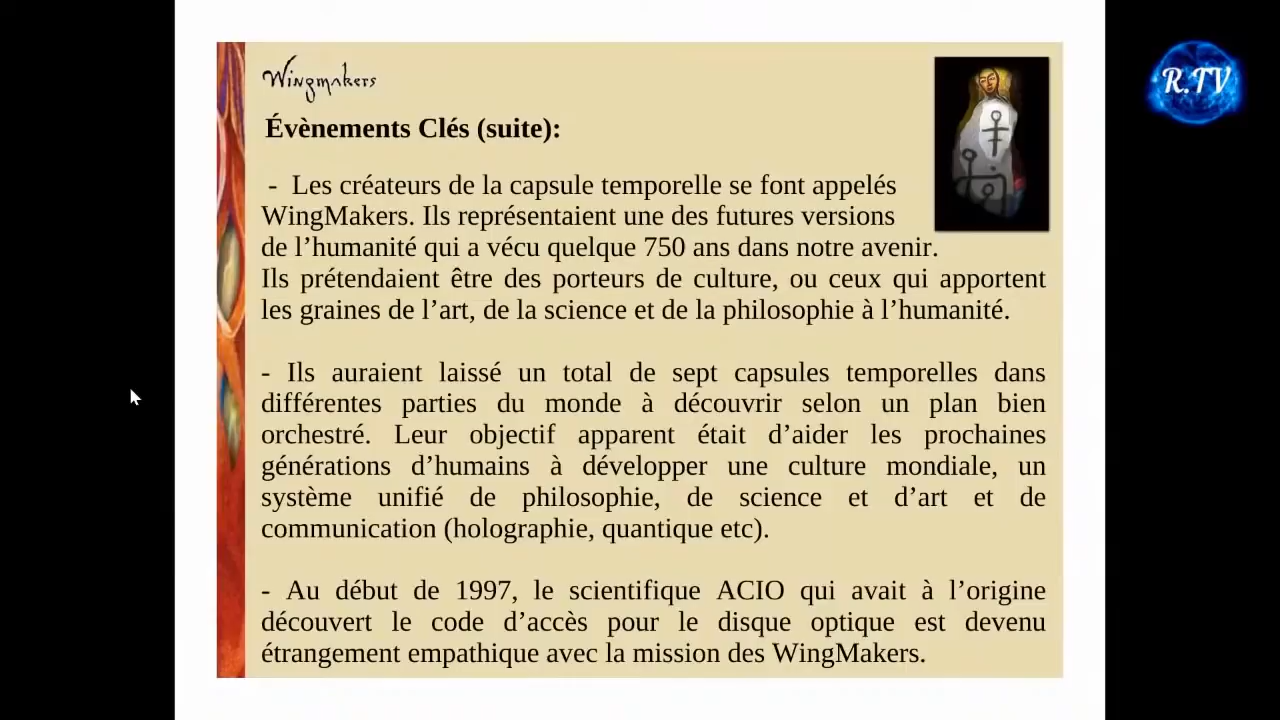 Wingmakers
R.TV
Évènements Clés (suite):
- Les créateurs de la capsule temporelle se font appelés
WingMakers. Ils représentaient une des futures versions
de l’humanité qui a vécu quelque 750 ans dans notre avenir.
Ils prétendaient être des porteurs de culture, ou ceux qui apportent
les graines de l’art, de la science et de la philosophie à l’humanité.
- Ils auraient laissé un total de sept capsules temporelles dans
différentes parties du monde à découvrir selon un plan bien
orchestré. Leur objectif apparent était d’aider les prochaines
générations d’humains à développer une culture mondiale, un
système unifié de philosophie, de science et d’art et de
communication (holographie, quantique etc).
- Au début de 1997, le scientifique ACIO qui avait à l’origine
découvert le code d’accès pour le disque optique est devenu
étrangement empathique avec la mission des WingMakers.